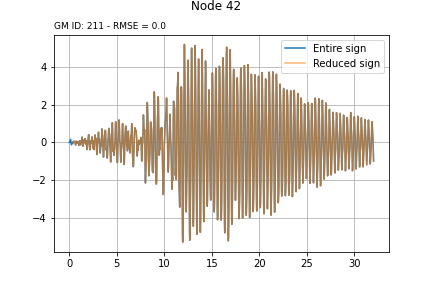 Node 42
GM ID: 211 - RMSE = 0.0
Entire sign
Reduced sign
4
2
0
−2
−4
0 5 10 15 20 25 30